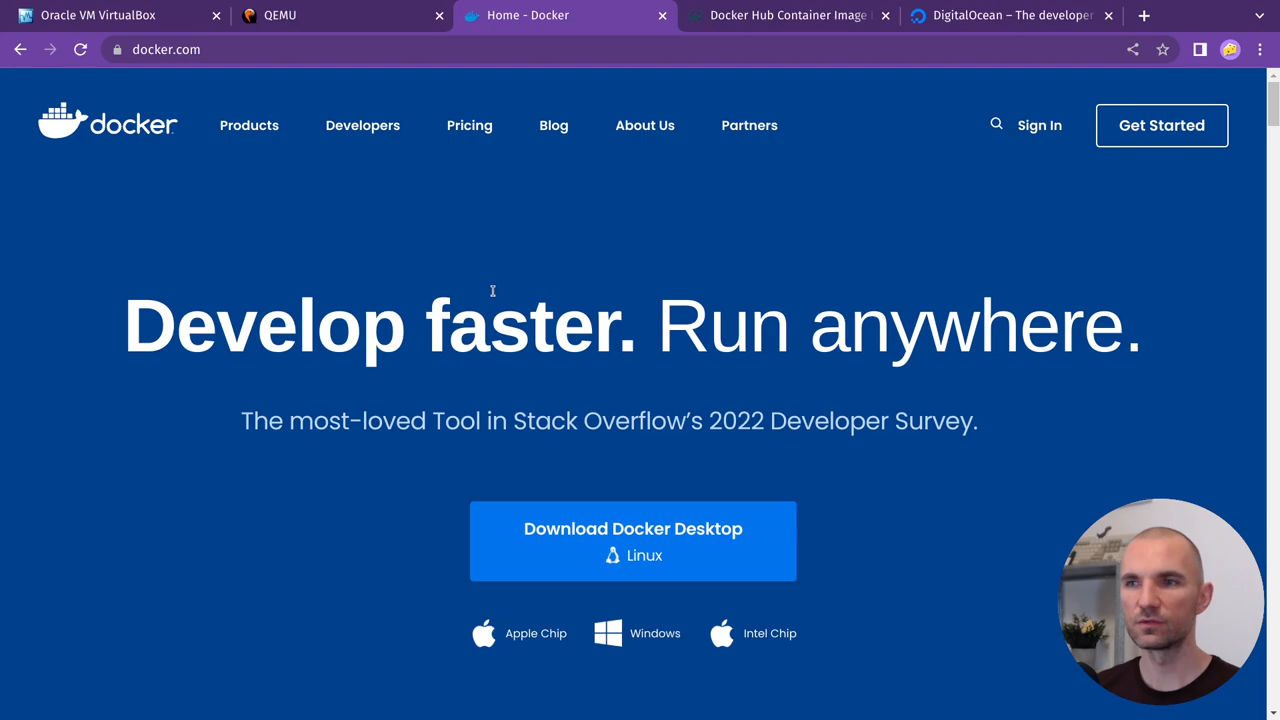 Oracle VM VirtualBox
QEMU
Home - Docker
Docker Hub Container Image
DigitalOcean – The developer
docker.com
docker
Products
Developers
Pricing
Blog
About Us
Partners
Sign In
Get Started
Develop faster. Run anywhere.
The most-loved Tool in Stack Overflow's 2022 Developer Survey.
Download Docker Desktop
Linux
Apple Chip
Windows
Intel Chip